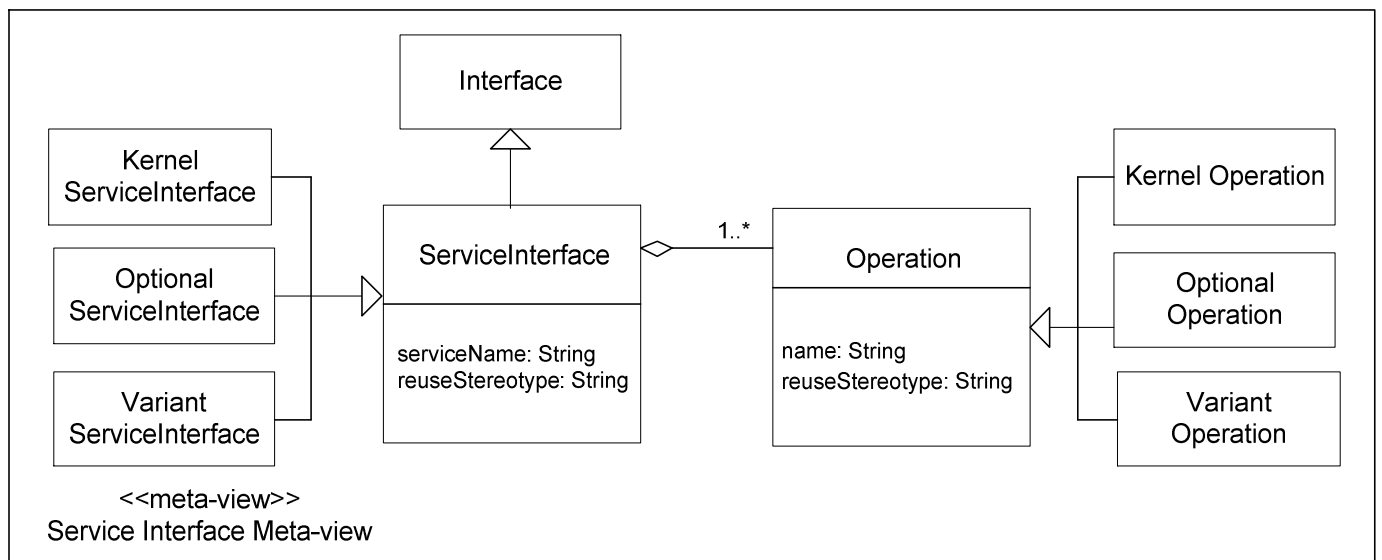 Interface
Kernel
ServiceInterface
Optional
ServiceInterface
Variant
ServiceInterface
ServiceInterface
serviceName: String
reuseStereotype: String
1..*
Operation
name: String
reuseStereotype: String
Kernel Operation
Optional
Operation
Variant
Operation
<<meta-view>>
Service Interface Meta-view